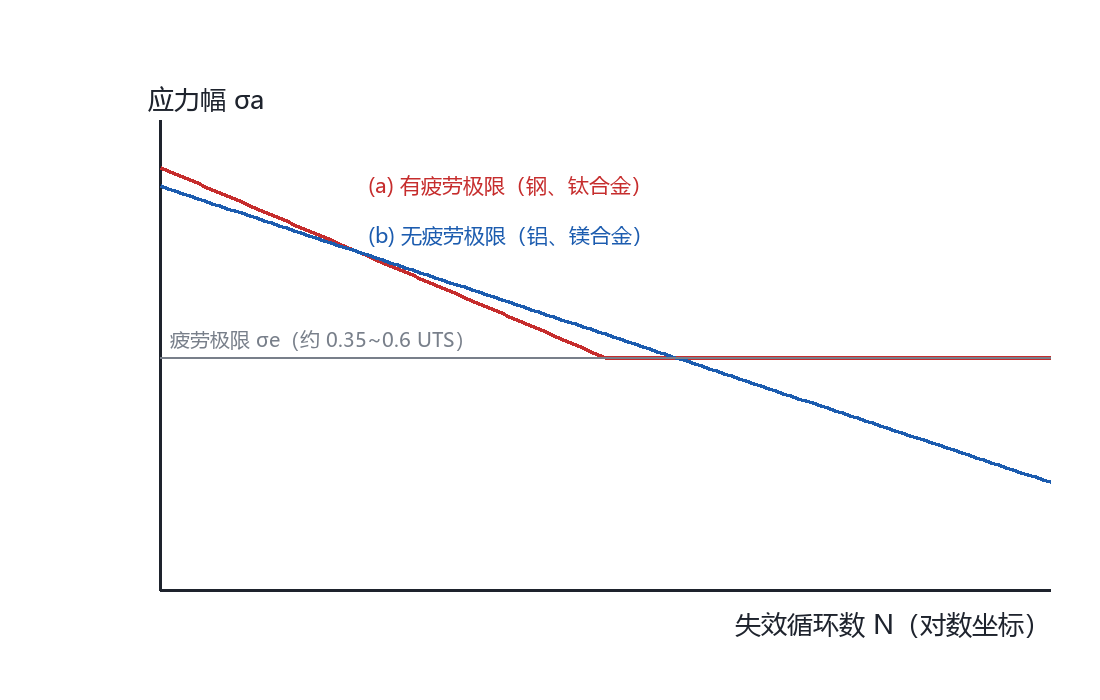 应力幅 σa
(a) 有疲劳极限（钢、钛合金）
(b) 无疲劳极限（铝、镁合金）
疲劳极限 σe（约 0.35~0.6 UTS）
失效循环数 N（对数坐标）